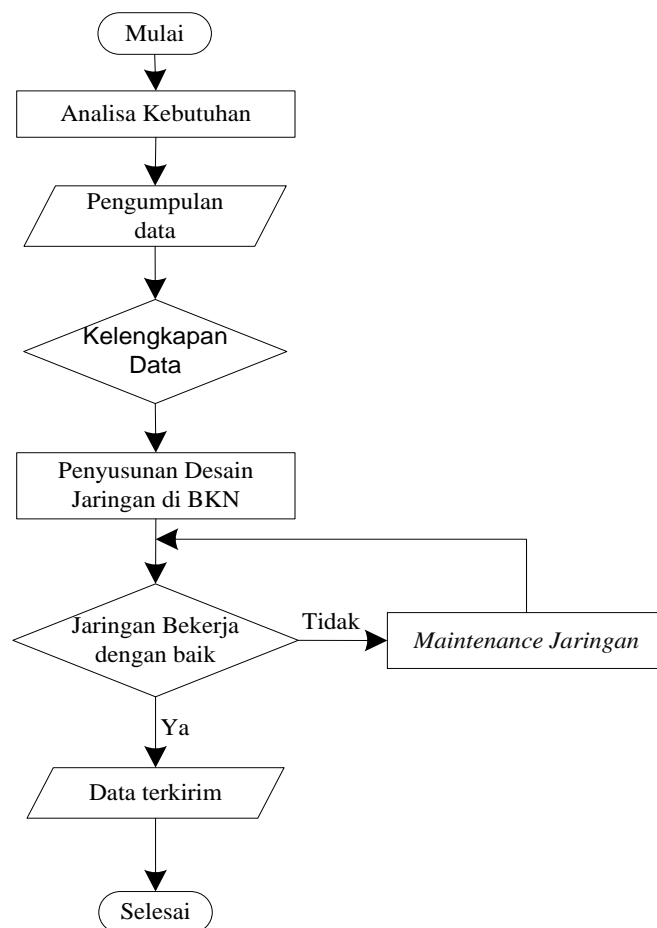 Mulai
Analisa Kebutuhan
Pengumpulan
data
Kelengkapan
Data
Penyusunan Desain
Jaringan di BKN
Jaringan Bekerja
dengan baik
Tidak
Maintenance Jaringan
Ya
Data terkirim
Selesai